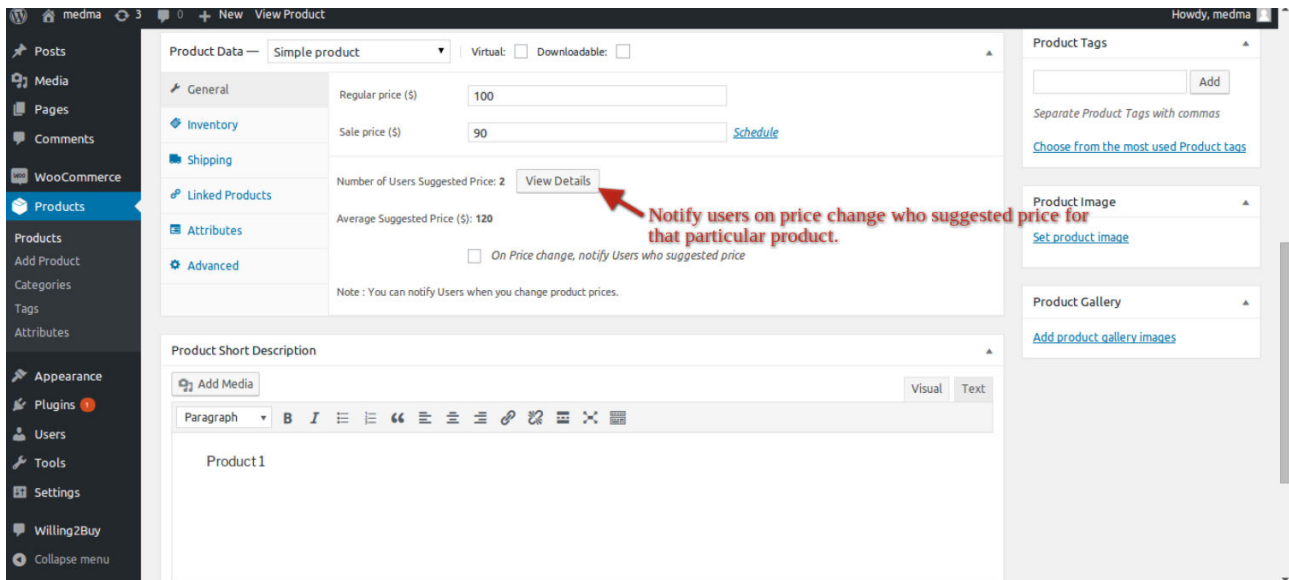 medma 3 0 + New View Product Howdy, medma
Posts
Media
Pages
Comments
WooCommerce
Products
Products
Add Product
Categories
Tags
Attributes
Appearance
Plugins 1
Users
Tools
Settings
Willing2Buy
Collapse menu
Product Data — Simple product Virtual: Downloadable:
General
Inventory
Shipping
Linked Products
Attributes
Advanced
Regular price ($) 100
Sale price ($) 90 Schedule
Number of Users Suggested Price: 2 View Details
Notify users on price change who suggested price for
that particular product.
Average Suggested Price ($): 120
On Price change, notify Users who suggested price
Note : You can notify Users when you change product prices.
Product Short Description
Add Media Visual Text
Paragraph B I
Product 1
Product Tags
Add
Separate Product Tags with commas
Choose from the most used Product tags
Product Image
Set product image
Product Gallery
Add product gallery images